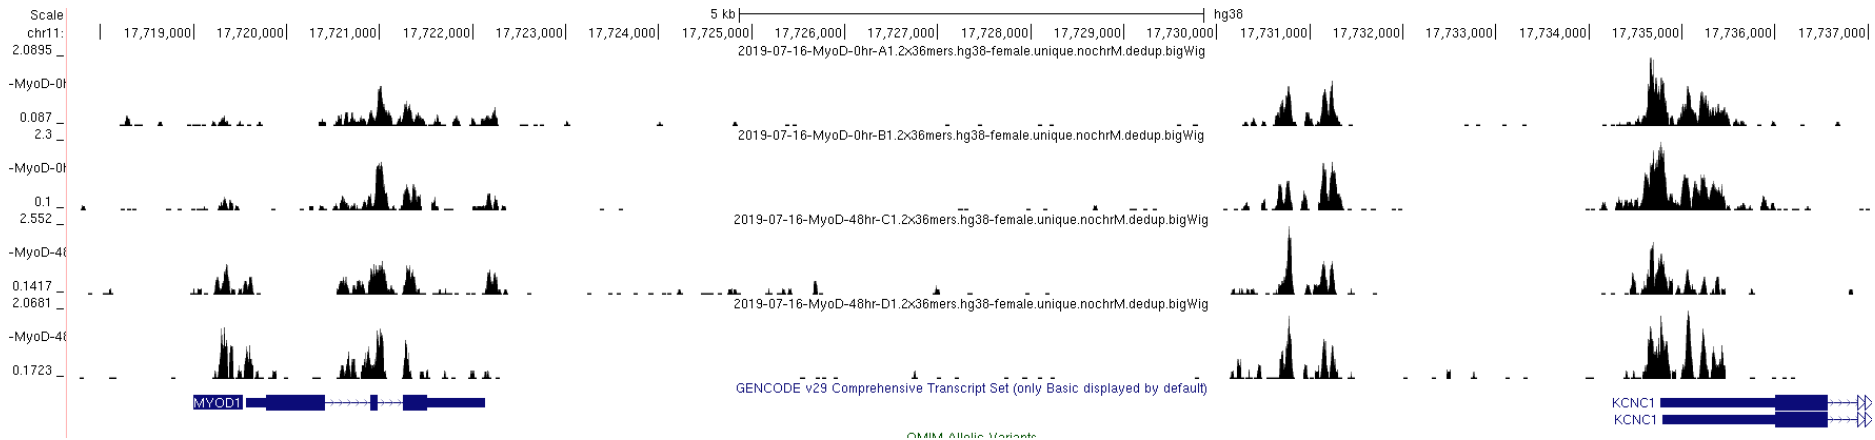 Scale 5 kb hg38
chr11: 17,719,000 17,720,000 17,721,000 17,722,000 17,723,000 17,724,000 17,725,000 17,726,000 17,727,000 17,728,000 17,729,000 17,730,000 17,731,000 17,732,000 17,733,000 17,734,000 17,735,000 17,736,000 17,737,000
2019-07-16-MyoD-0hr-A1.2x36mers.hg38-female.unique.nochrM.dedup.bigWig
2.0895 _
-MyoD-0h
0.087 _
2019-07-16-MyoD-0hr-B1.2x36mers.hg38-female.unique.nochrM.dedup.bigWig
2.3 _
-MyoD-0h
0.1 _
2019-07-16-MyoD-48hr-C1.2x36mers.hg38-female.unique.nochrM.dedup.bigWig
2.552 _
-MyoD-48
0.1417 _
2019-07-16-MyoD-48hr-D1.2x36mers.hg38-female.unique.nochrM.dedup.bigWig
2.0681 _
-MyoD-48
0.1723 _
GENCODE v29 Comprehensive Transcript Set (only Basic displayed by default)
MYOD1 KCNC1
KCNC1
OMIM Allelic Variants